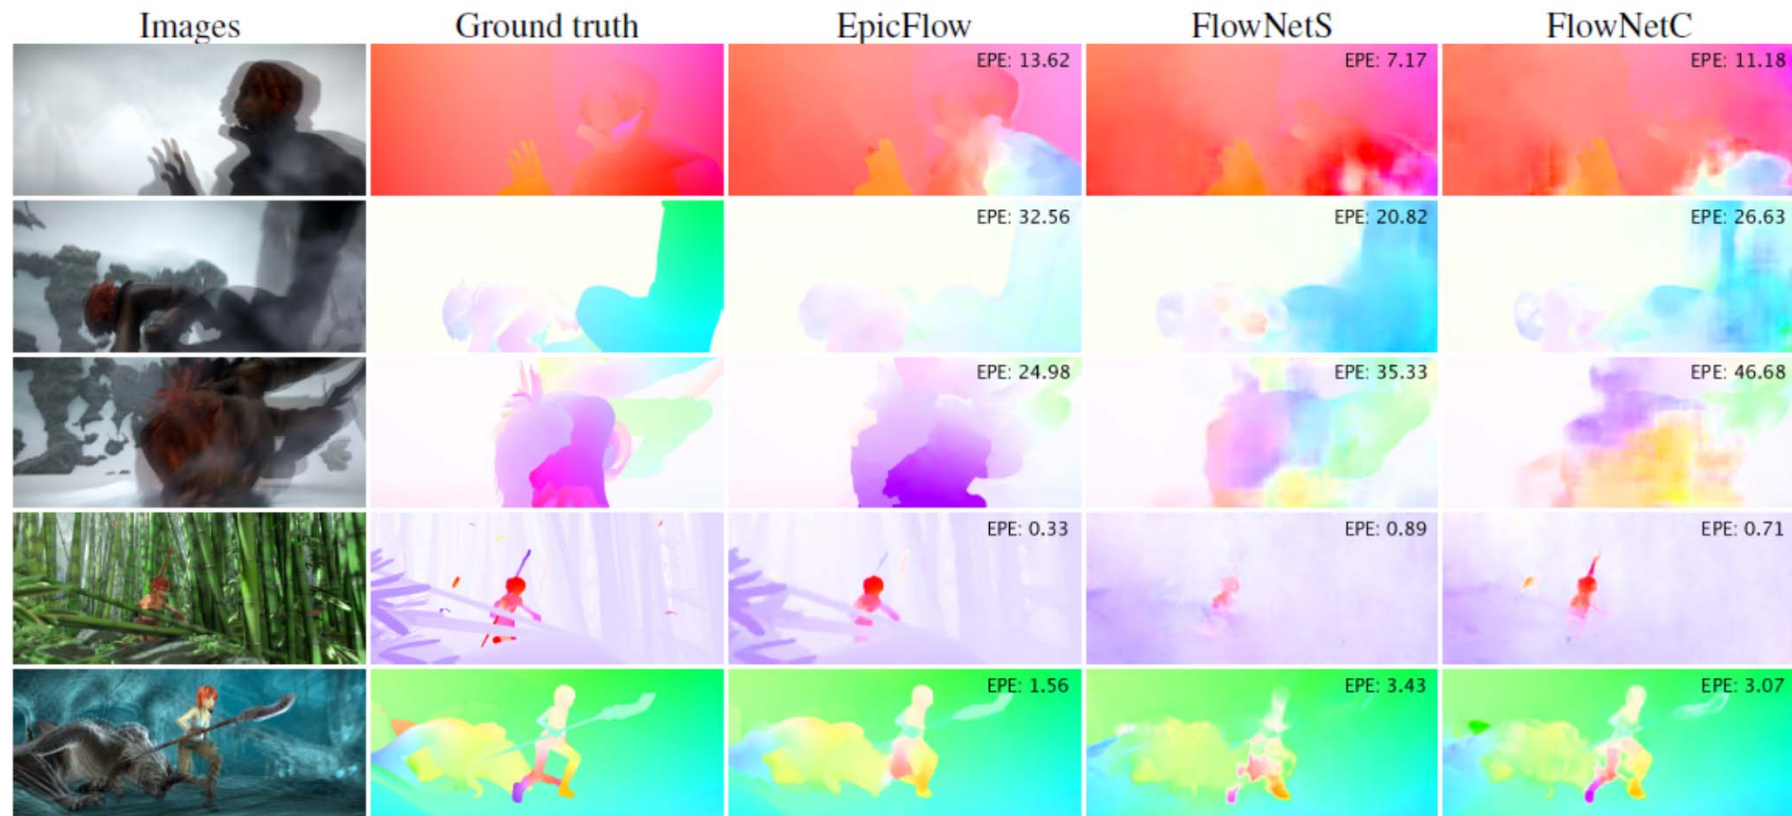 Images Ground truth EpicFlow FlowNetS FlowNetC
EPE: 13.62 EPE: 7.17 EPE: 11.18
EPE: 32.56 EPE: 20.82 EPE: 26.63
EPE: 24.98 EPE: 35.33 EPE: 46.68
EPE: 0.33 EPE: 0.89 EPE: 0.71
EPE: 1.56 EPE: 3.43 EPE: 3.07